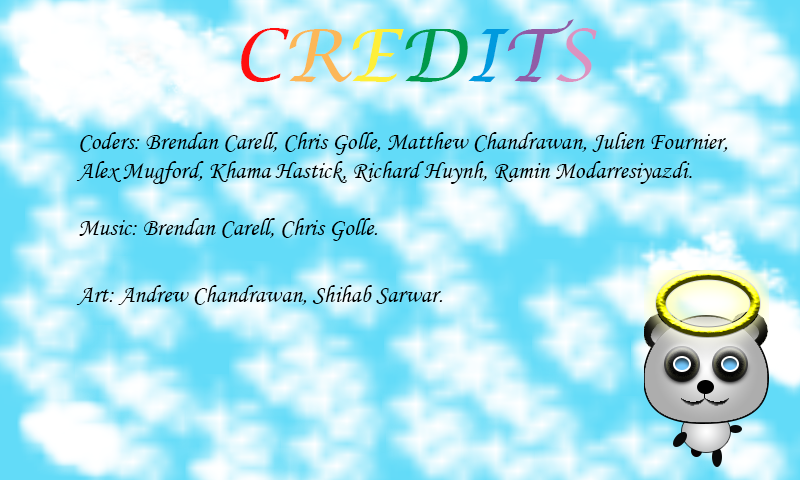 CREDITS
Coders: Brendan Carell, Chris Golle, Matthew Chandrawan, Julien Fournier,
Alex Mugford, Khama Hastick, Richard Huynh, Ramin Modarresiyazdi.
Music: Brendan Carell, Chris Golle.
Art: Andrew Chandrawan, Shihab Sarwar.